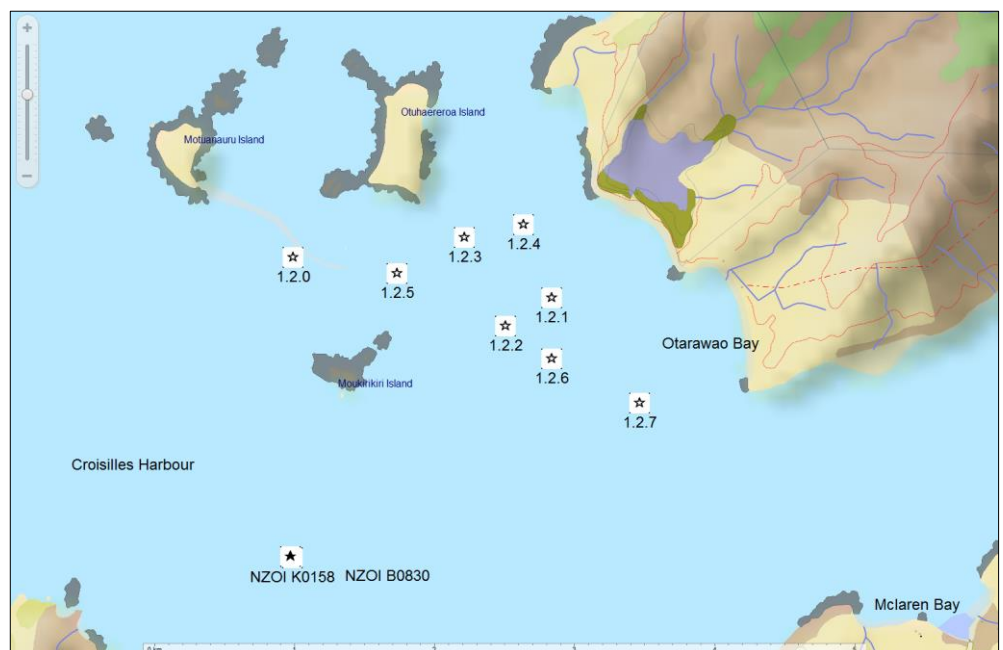 Otuhaereroa Island
Motuanauru Island
1.2.4
1.2.3
1.2.0
1.2.5
1.2.1
1.2.2
Otarawao Bay
1.2.6
Moukirikiri Island
1.2.7
Croisilles Harbour
NZOI K0158 NZOI B0830
Mclaren Bay